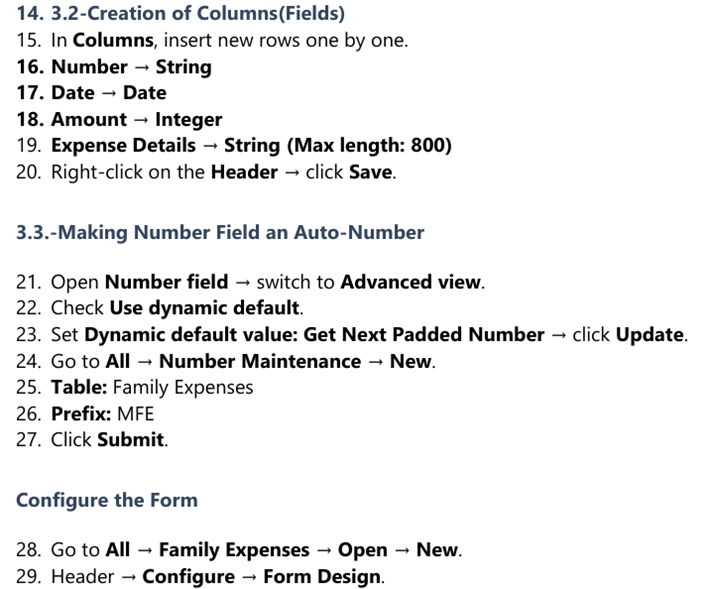 14. 3.2-Creation of Columns(Fields)
15. In Columns, insert new rows one by one.
16. Number → String
17. Date → Date
18. Amount → Integer
19. Expense Details → String (Max length: 800)
20. Right-click on the Header → click Save.
3.3.-Making Number Field an Auto-Number
21. Open Number field → switch to Advanced view.
22. Check Use dynamic default.
23. Set Dynamic default value: Get Next Padded Number → click Update.
24. Go to All → Number Maintenance → New.
25. Table: Family Expenses
26. Prefix: MFE
27. Click Submit.
Configure the Form
28. Go to All → Family Expenses → Open → New.
29. Header → Configure → Form Design.